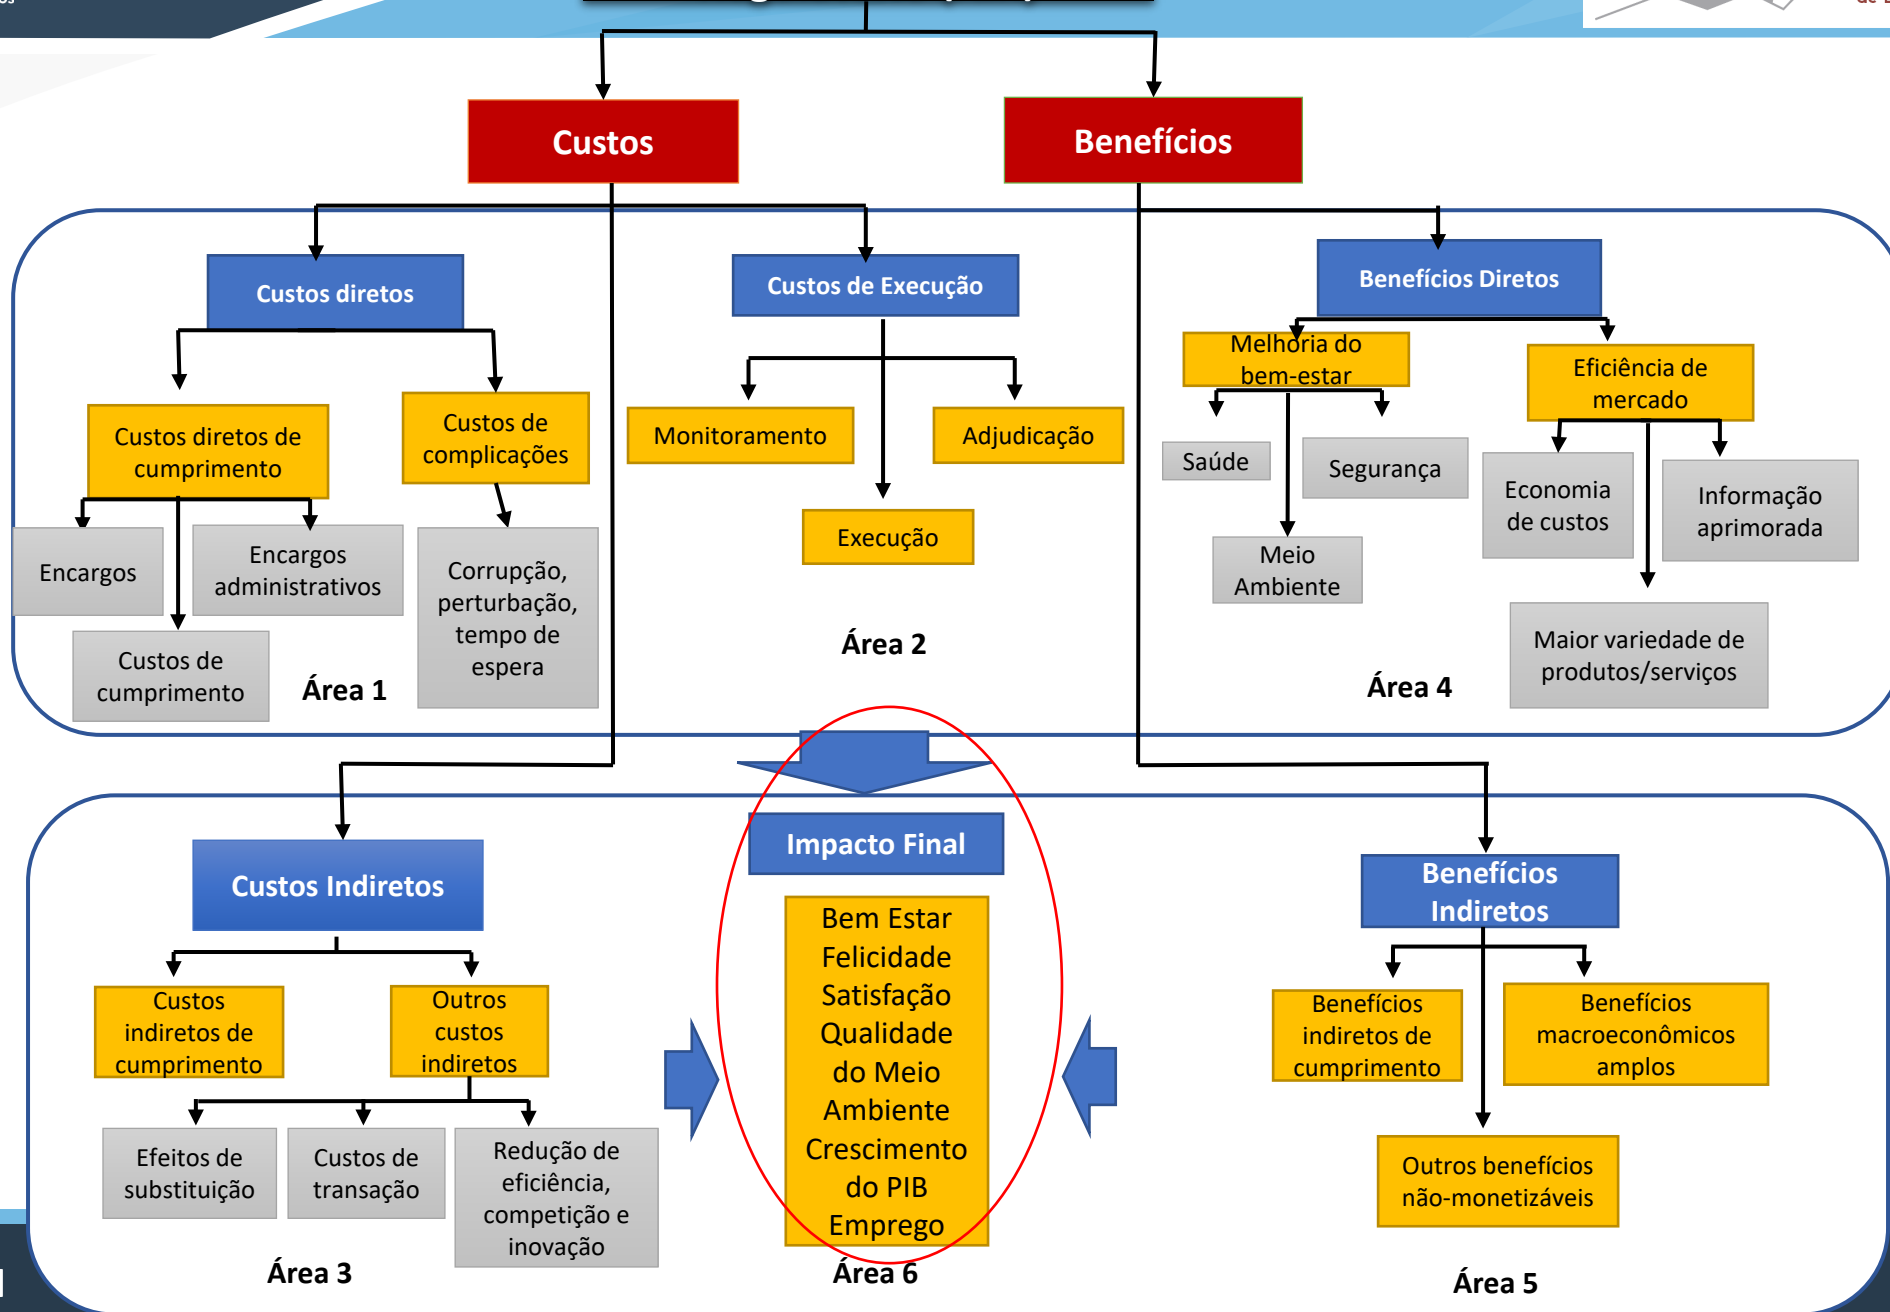 Custos
Benefícios
Custos diretos
Custos de Execução
Benefícios Diretos
Custos diretos de
cumprimento
Custos de
complicações
Monitoramento
Adjudicação
Execução
Melhoria do
bem-estar
Eficiência de
mercado
Encargos
Encargos
administrativos
Custos de
cumprimento
Corrupção,
perturbação,
tempo de
espera
Saúde
Segurança
Meio
Ambiente
Economia
de custos
Informação
aprimorada
Maior variedade de
produtos/serviços
Área 1
Área 2
Área 4
Custos Indiretos
Impacto Final
Benefícios
Indiretos
Custos
indiretos de
cumprimento
Outros
custos
indiretos
Efeitos de
substituição
Custos de
transação
Redução de
eficiência,
competição e
inovação
Bem Estar
Felicidade
Satisfação
Qualidade
do Meio
Ambiente
Crescimento
do PIB
Emprego
Benefícios
indiretos de
cumprimento
Benefícios
macroeconômicos
amplos
Outros benefícios
não-monetizáveis
Área 3
Área 6
Área 5